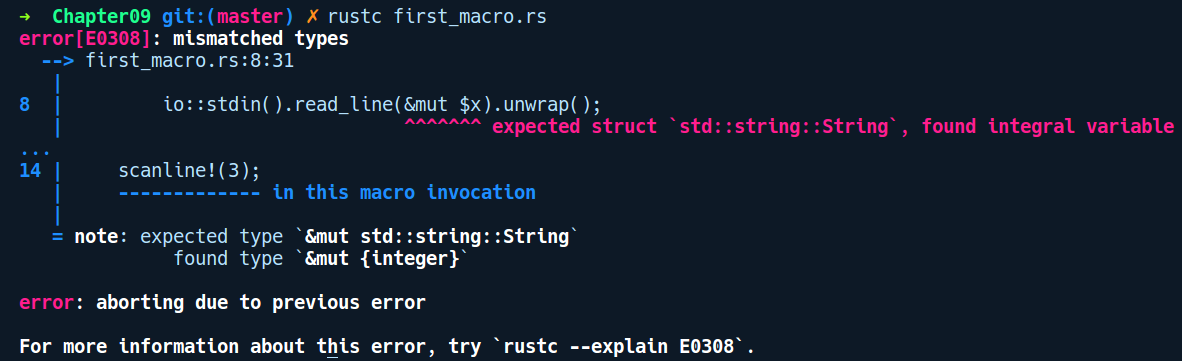 →  Chapter09 git:(master) ✗ rustc first_macro.rs
error[E0308]: mismatched types
  --> first_macro.rs:8:31
   |
8  |         io::stdin().read_line(&mut $x).unwrap();
   |                               ^^^^^^^ expected struct `std::string::String`, found integral variable
...
14 |     scanline!(3);
   |     ------------- in this macro invocation
   |
   = note: expected type `&mut std::string::String`
              found type `&mut {integer}`
error: aborting due to previous error
For more information about this error, try `rustc --explain E0308`.